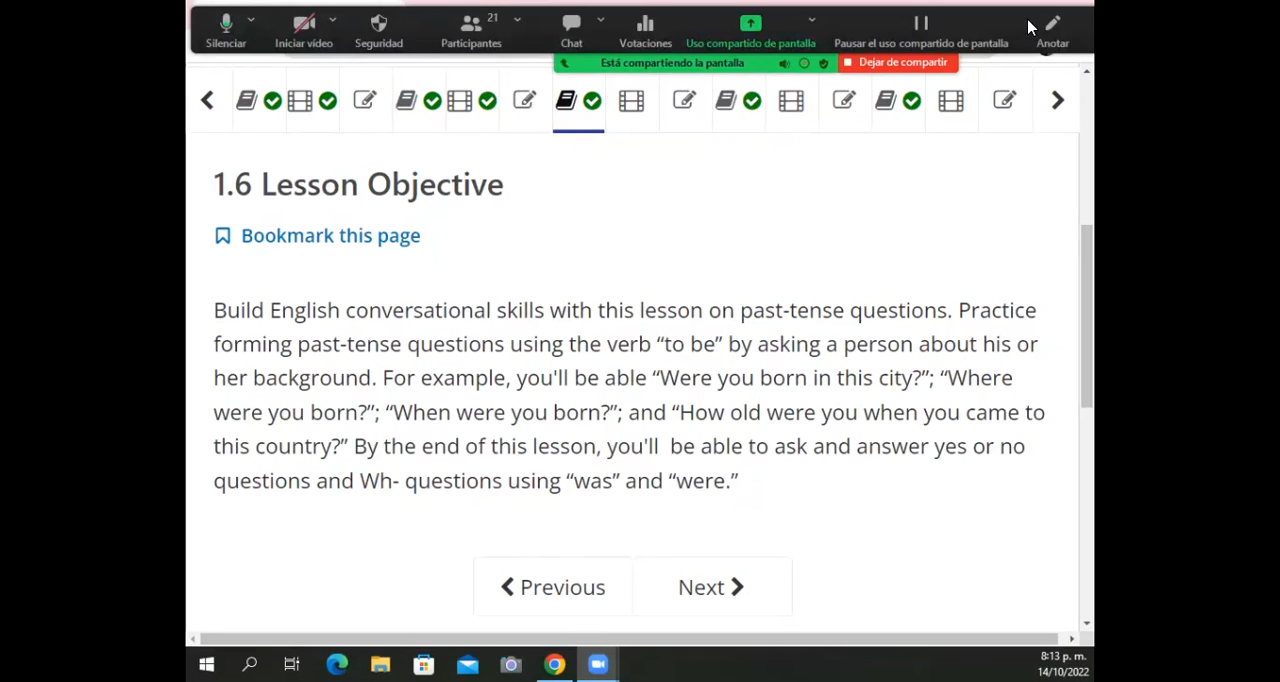 21
Silenciar Iniciar vídeo Seguridad Participantes Chat Votaciones Uso compartido de pantalla Pausar el uso compartido de pantalla Anotar
Está compartiendo la pantalla Dejar de compartir
1.6 Lesson Objective
Bookmark this page
Build English conversational skills with this lesson on past-tense questions. Practice
forming past-tense questions using the verb “to be” by asking a person about his or
her background. For example, you'll be able “Were you born in this city?”; “Where
were you born?”; “When were you born?”; and “How old were you when you came to
this country?” By the end of this lesson, you'll be able to ask and answer yes or no
questions and Wh- questions using “was” and “were.”
Previous Next
8:13 p. m.
14/10/2022